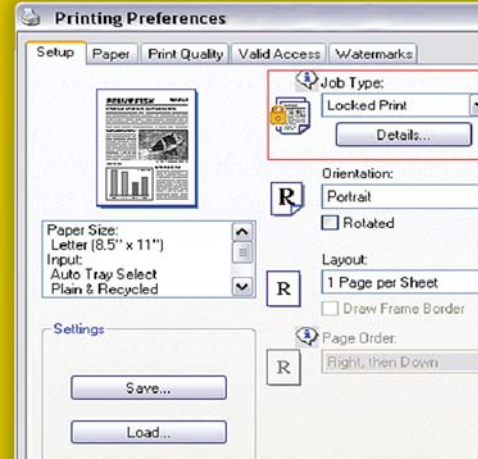 Printing Preferences
Setup Paper Print Quality Valid Access Watermarks
Job Type:
Locked Print
Details...
Orientation:
R Portrait
Rotated
Paper Size:
Letter (8.5" x 11")
Input:
Auto Tray Select
Plain & Recycled
Layout:
R 1 Page per Sheet
Draw Frame Border
Settings
Page Order:
R Right, then Down
Save...
Load...